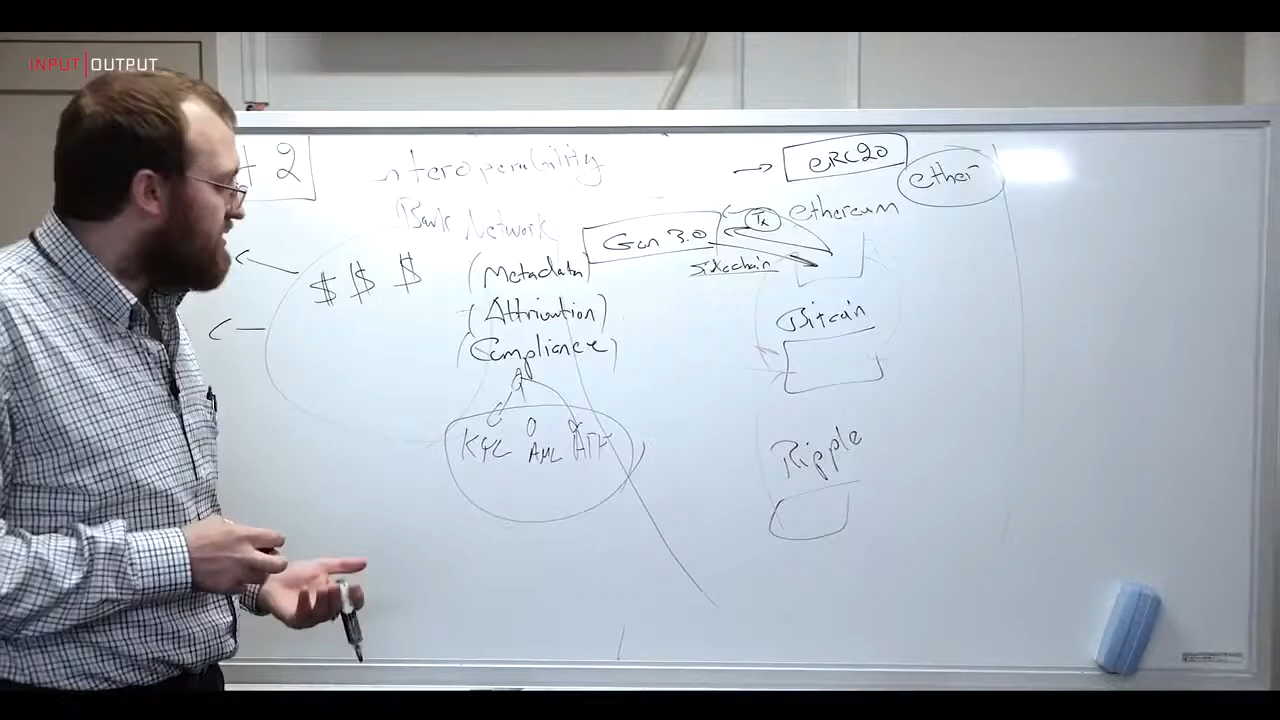 INPUT | OUTPUT
t 2
nteroperability
Bank Network
$ $ $
(Metadata)
(Attribution)
(Compliance)
KYC AML ATF
Gen 3.0
ERC20
ether
Tx
ethereum
Sidechain
Bitcoin
Ripple